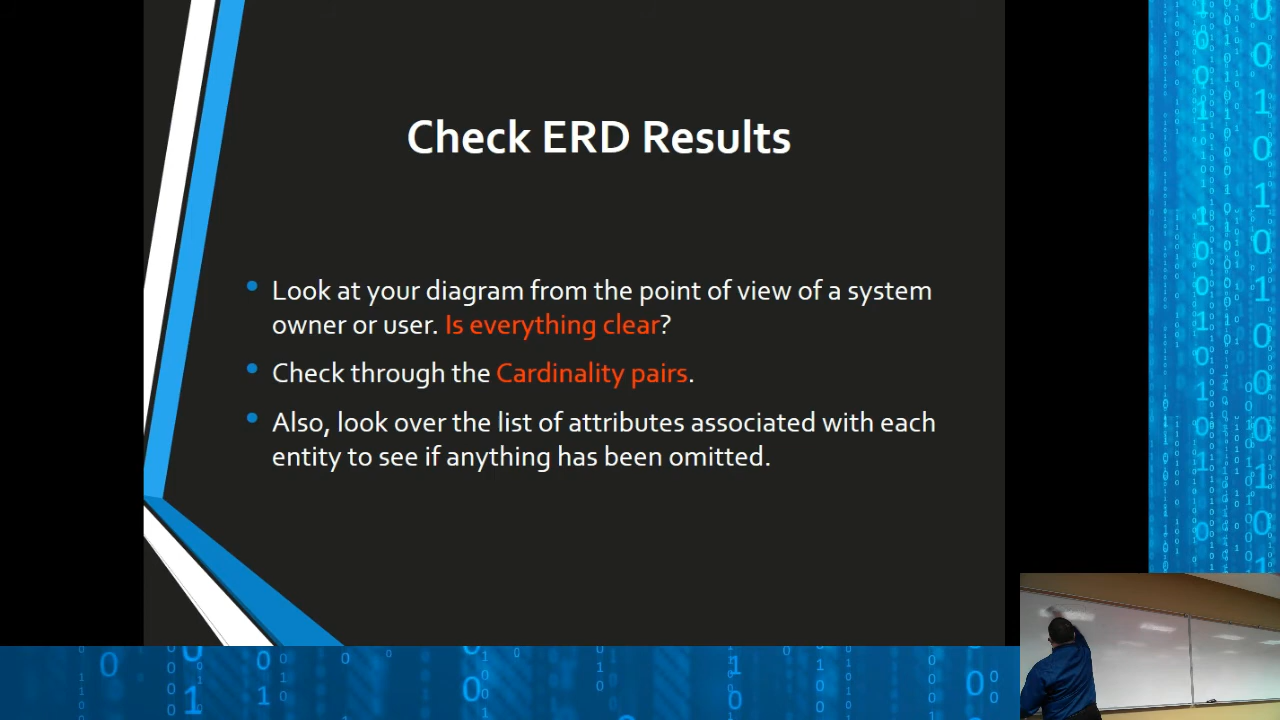 Check ERD Results
• Look at your diagram from the point of view of a system
owner or user. Is everything clear?
• Check through the Cardinality pairs.
• Also, look over the list of attributes associated with each
entity to see if anything has been omitted.